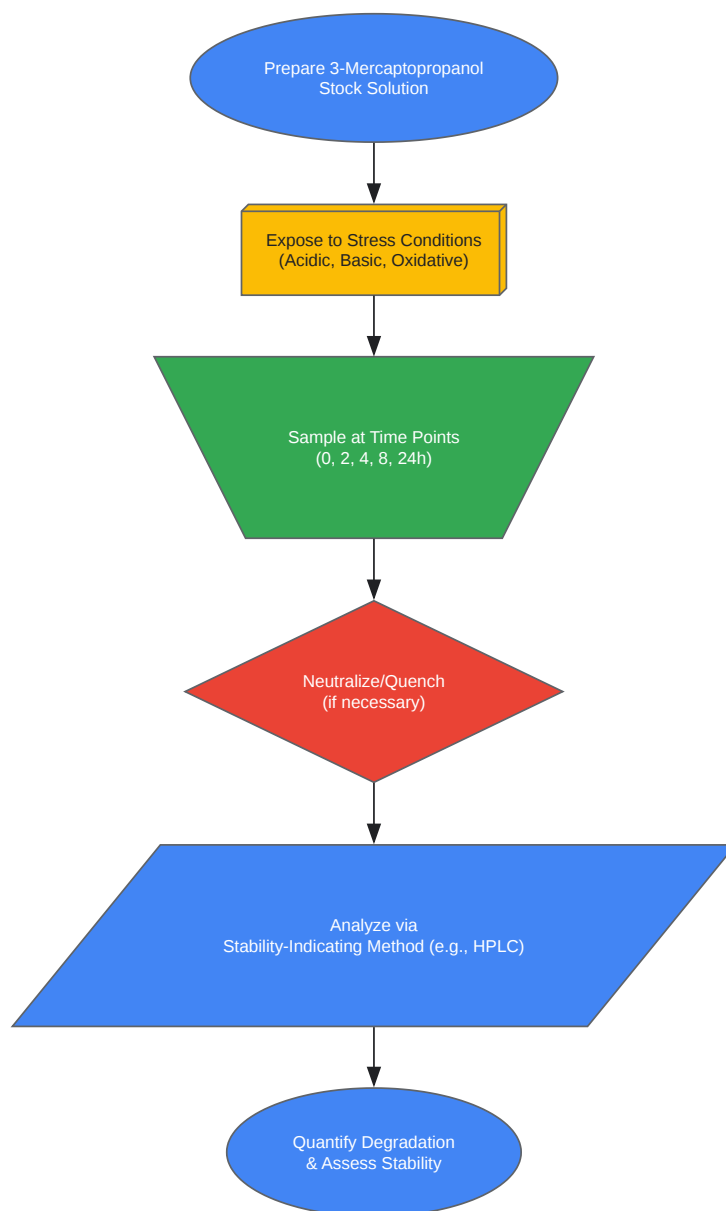 Prepare 3-Mercaptopropanol
Stock Solution
Expose to Stress Conditions
(Acidic, Basic, Oxidative)
Sample at Time Points
(0, 2, 4, 8, 24h)
Neutralize/Quench
(if necessary)
Analyze via
Stability-Indicating Method (e.g., HPLC)
Quantify Degradation
& Assess Stability